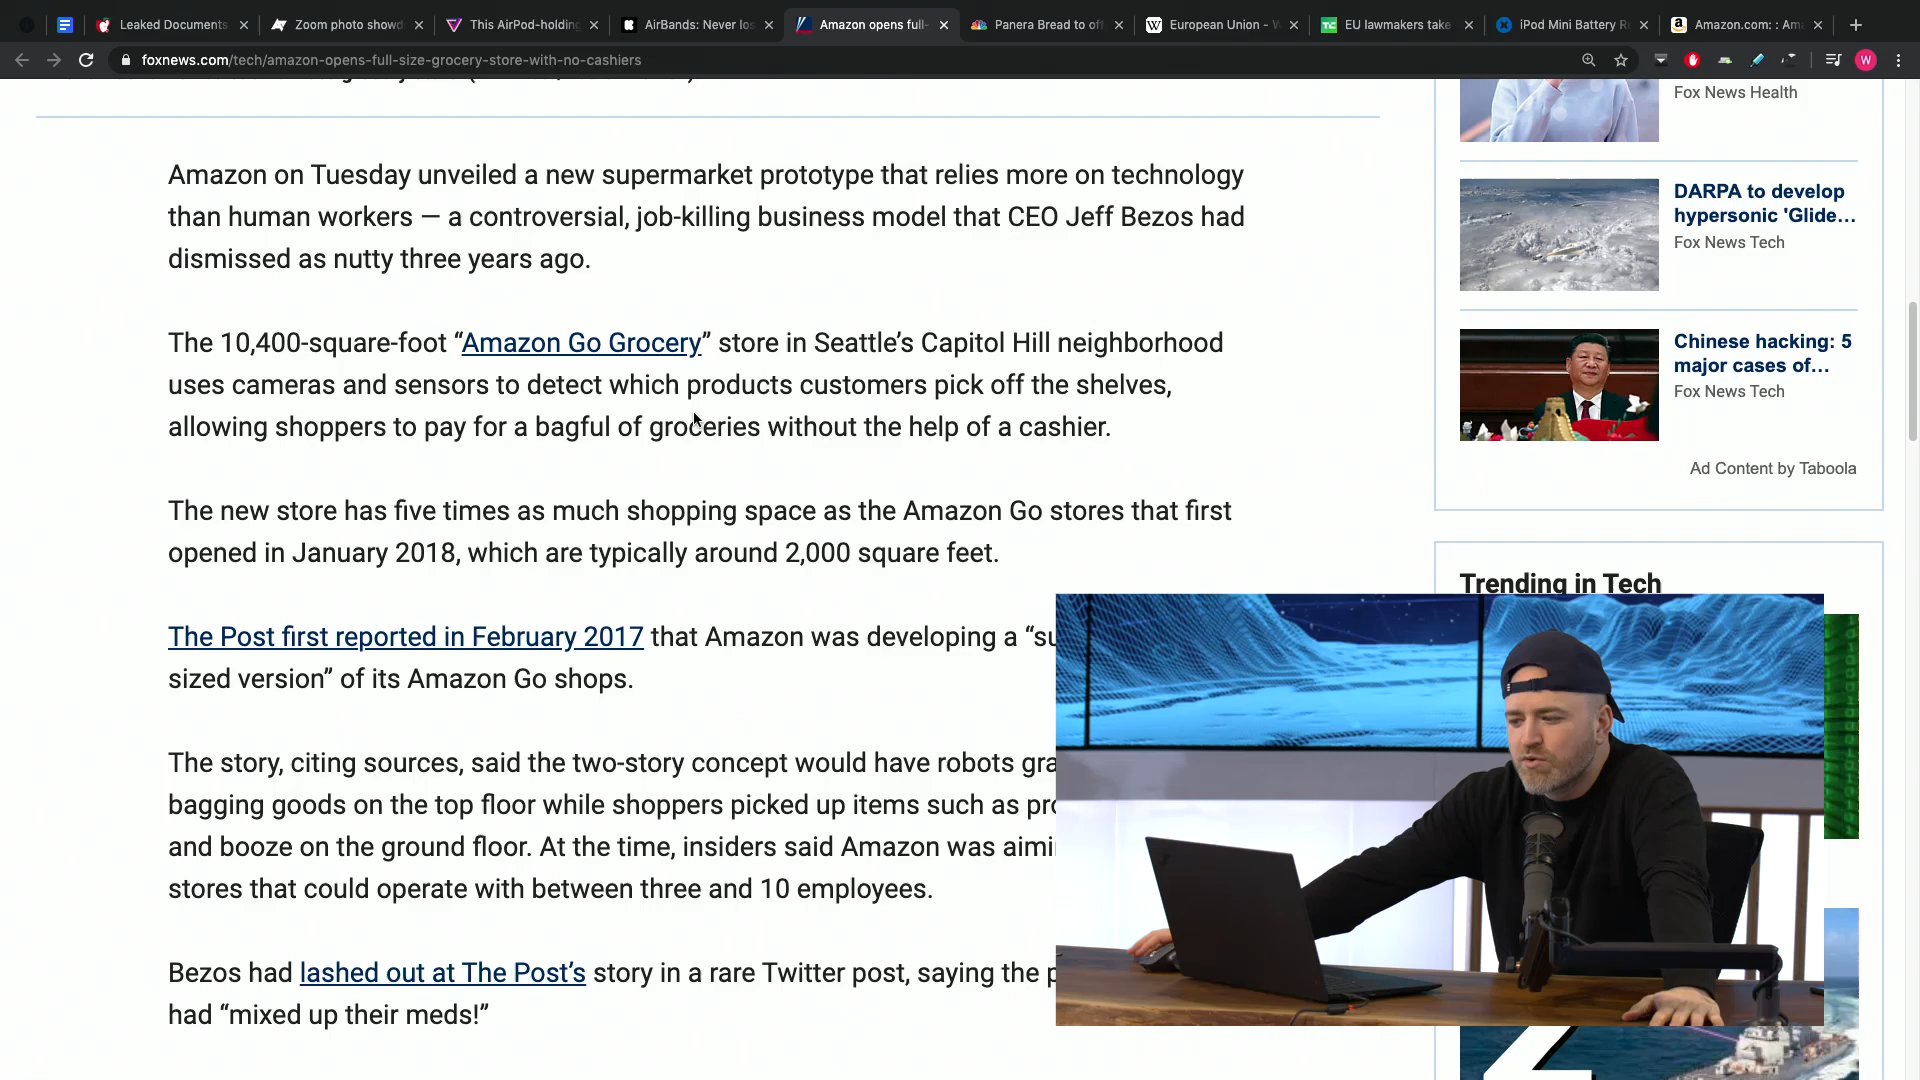 Leaked Documents
Zoom photo showd
This AirPod-holding
AirBands: Never lo
Amazon opens full-
Panera Bread to of
European Union - W
EU lawmakers take
iPod Mini Battery R
Amazon.com: : Am
foxnews.com/tech/amazon-opens-full-size-grocery-store-with-no-cashiers
W
Amazon on Tuesday unveiled a new supermarket prototype that relies more on technology
than human workers — a controversial, job-killing business model that CEO Jeff Bezos had
dismissed as nutty three years ago.
The 10,400-square-foot “Amazon Go Grocery” store in Seattle’s Capitol Hill neighborhood
uses cameras and sensors to detect which products customers pick off the shelves,
allowing shoppers to pay for a bagful of groceries without the help of a cashier.
The new store has five times as much shopping space as the Amazon Go stores that first
opened in January 2018, which are typically around 2,000 square feet.
The Post first reported in February 2017 that Amazon was developing a “su
sized version” of its Amazon Go shops.
The story, citing sources, said the two-story concept would have robots gra
bagging goods on the top floor while shoppers picked up items such as pro
and booze on the ground floor. At the time, insiders said Amazon was aimi
stores that could operate with between three and 10 employees.
Bezos had lashed out at The Post’s story in a rare Twitter post, saying the p
had “mixed up their meds!”
Fox News Health
DARPA to develop
hypersonic 'Glide...
Fox News Tech
Chinese hacking: 5
major cases of...
Fox News Tech
Ad Content by Taboola
Trending in Tech